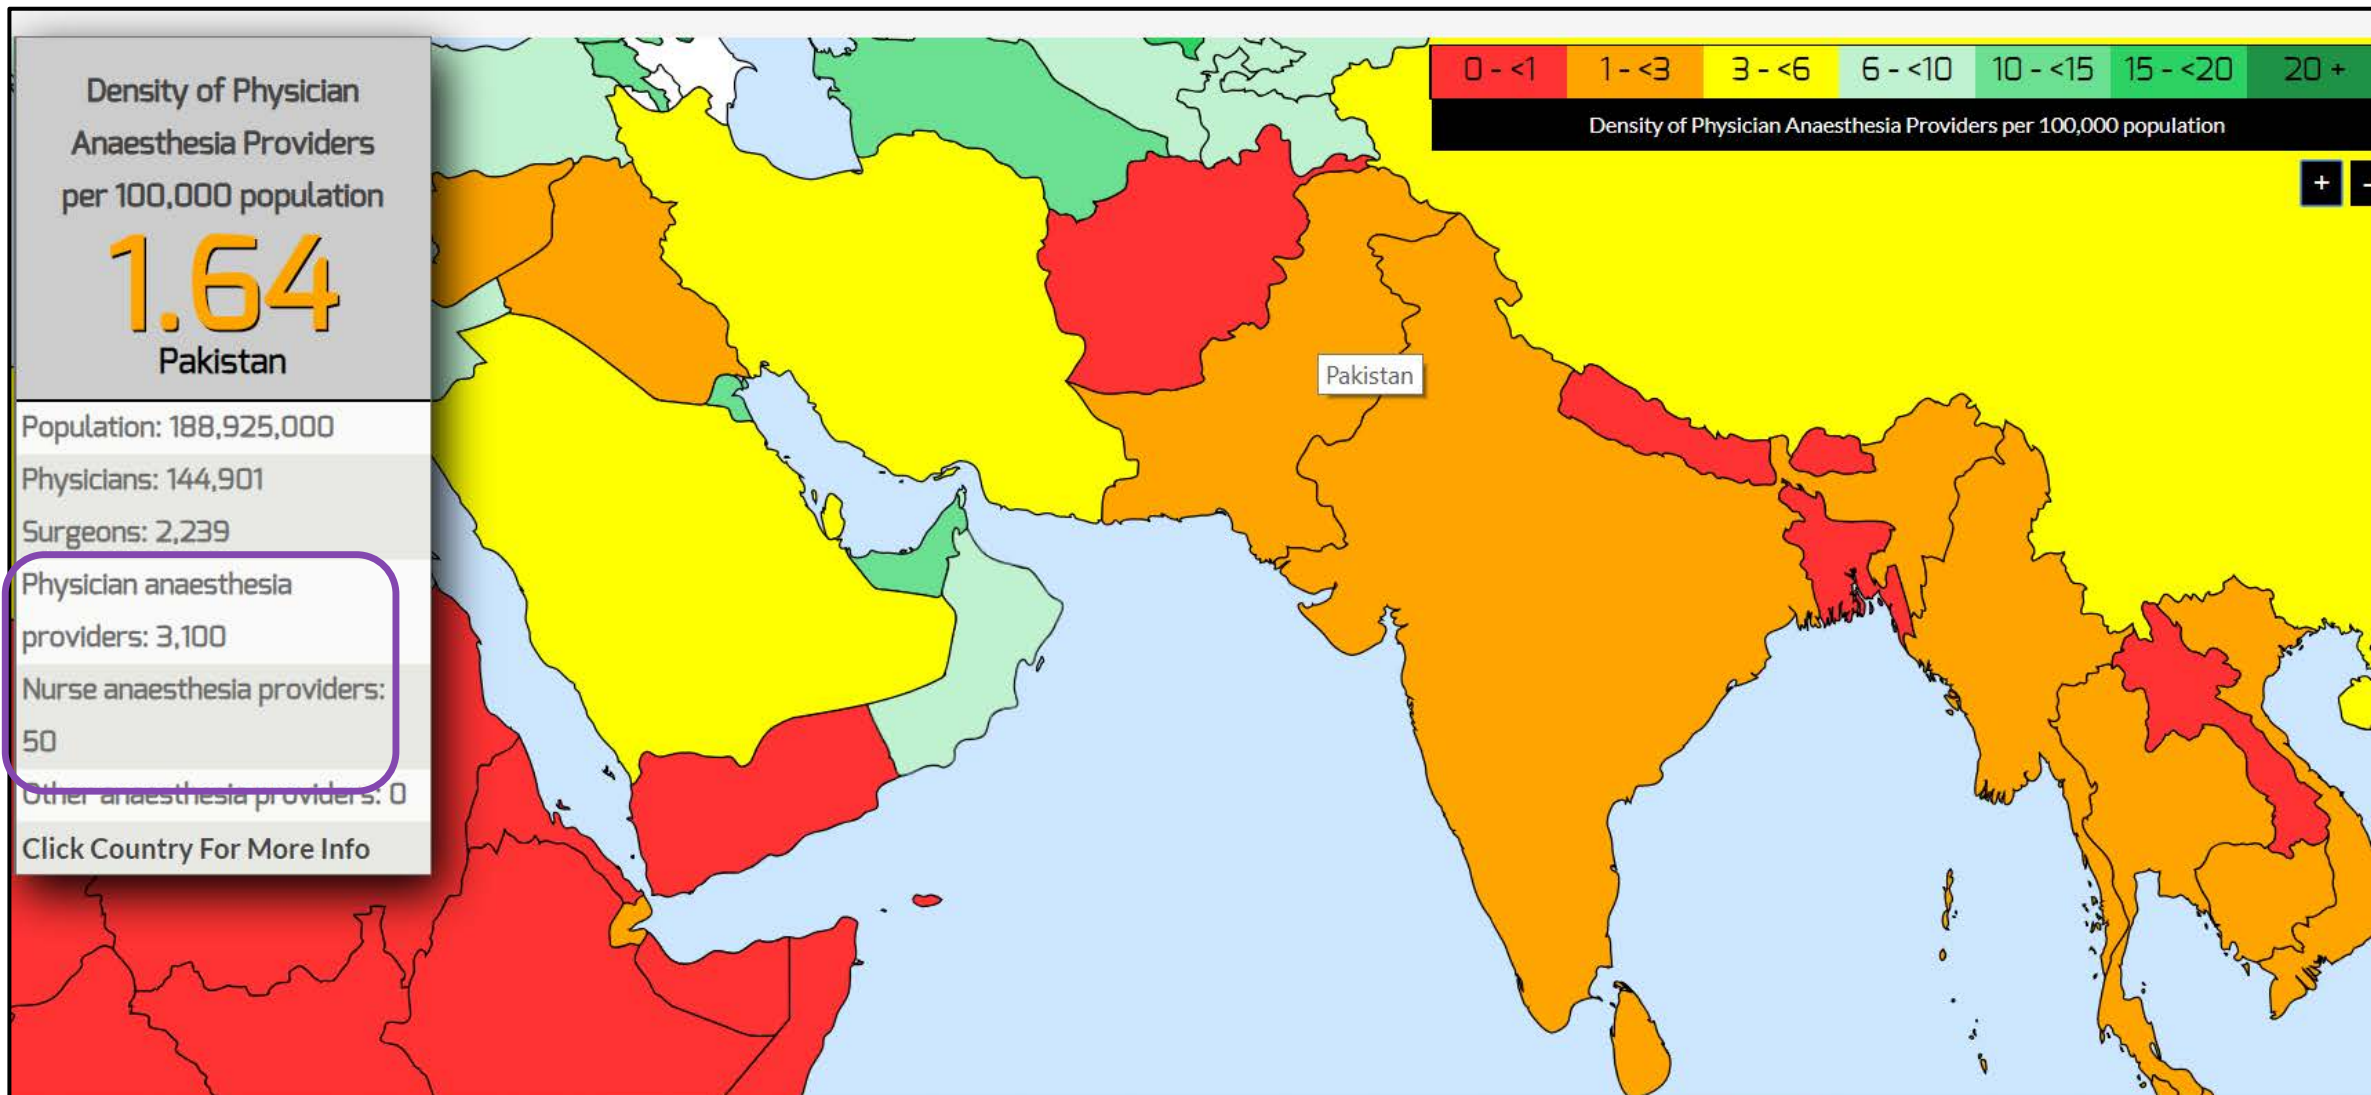 Density of Physician
Anaesthesia Providers
per 100,000 population
1.64
Pakistan
Population: 188,925,000
Physicians: 144,901
Surgeons: 2,239
Physician anaesthesia
providers: 3,100
Nurse anaesthesia providers:
50
Other anaesthesia providers: 0
Click Country For More Info
0 - <1 1 - <3 3 - <6 6 - <10 10 - <15 15 - <20 20 +
Density of Physician Anaesthesia Providers per 100,000 population
+ -
Pakistan